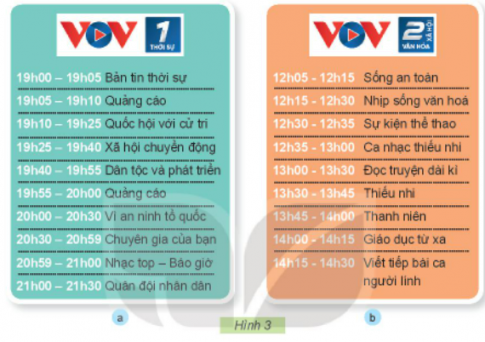 VOV 1
THỜI SỰ
19h00 – 19h05 Bản tin thời sự
19h05 – 19h10 Quảng cáo
19h10 – 19h25 Quốc hội với cử tri
19h25 – 19h40 Xã hội chuyển động
19h40 – 19h55 Dân tộc và phát triển
19h55 – 20h00 Quảng cáo
20h00 – 20h30 Vì an ninh tổ quốc
20h30 – 20h59 Chuyên gia của bạn
20h59 – 21h00 Nhạc top – Báo giờ
21h00 – 21h30 Quân đội nhân dân
a
VOV 2
VĂN HÓA
XÃ HỘI
12h05 - 12h15 Sống an toàn
12h15 - 12h30 Nhịp sống văn hoá
12h30 - 12h35 Sự kiện thể thao
12h35 - 13h00 Ca nhạc thiếu nhi
13h00 - 13h30 Đọc truyện dài kì
13h30 - 13h45 Thiếu nhi
13h45 - 14h00 Thanh niên
14h00 - 14h15 Giáo dục từ xa
14h15 - 14h30 Viết tiếp bài ca
người lính
b
Hình 3